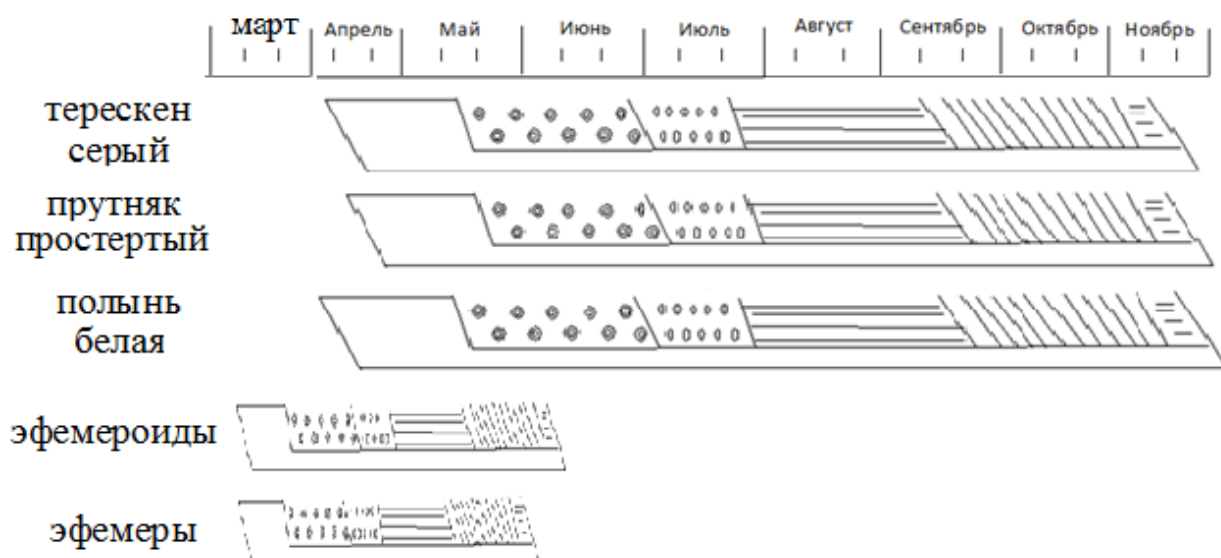 март Апрель Май Июнь Июль Август Сентябрь Октябрь Ноябрь
терескен
серый
прутняк
простертый
полынь
белая
эфемероиды
эфемеры